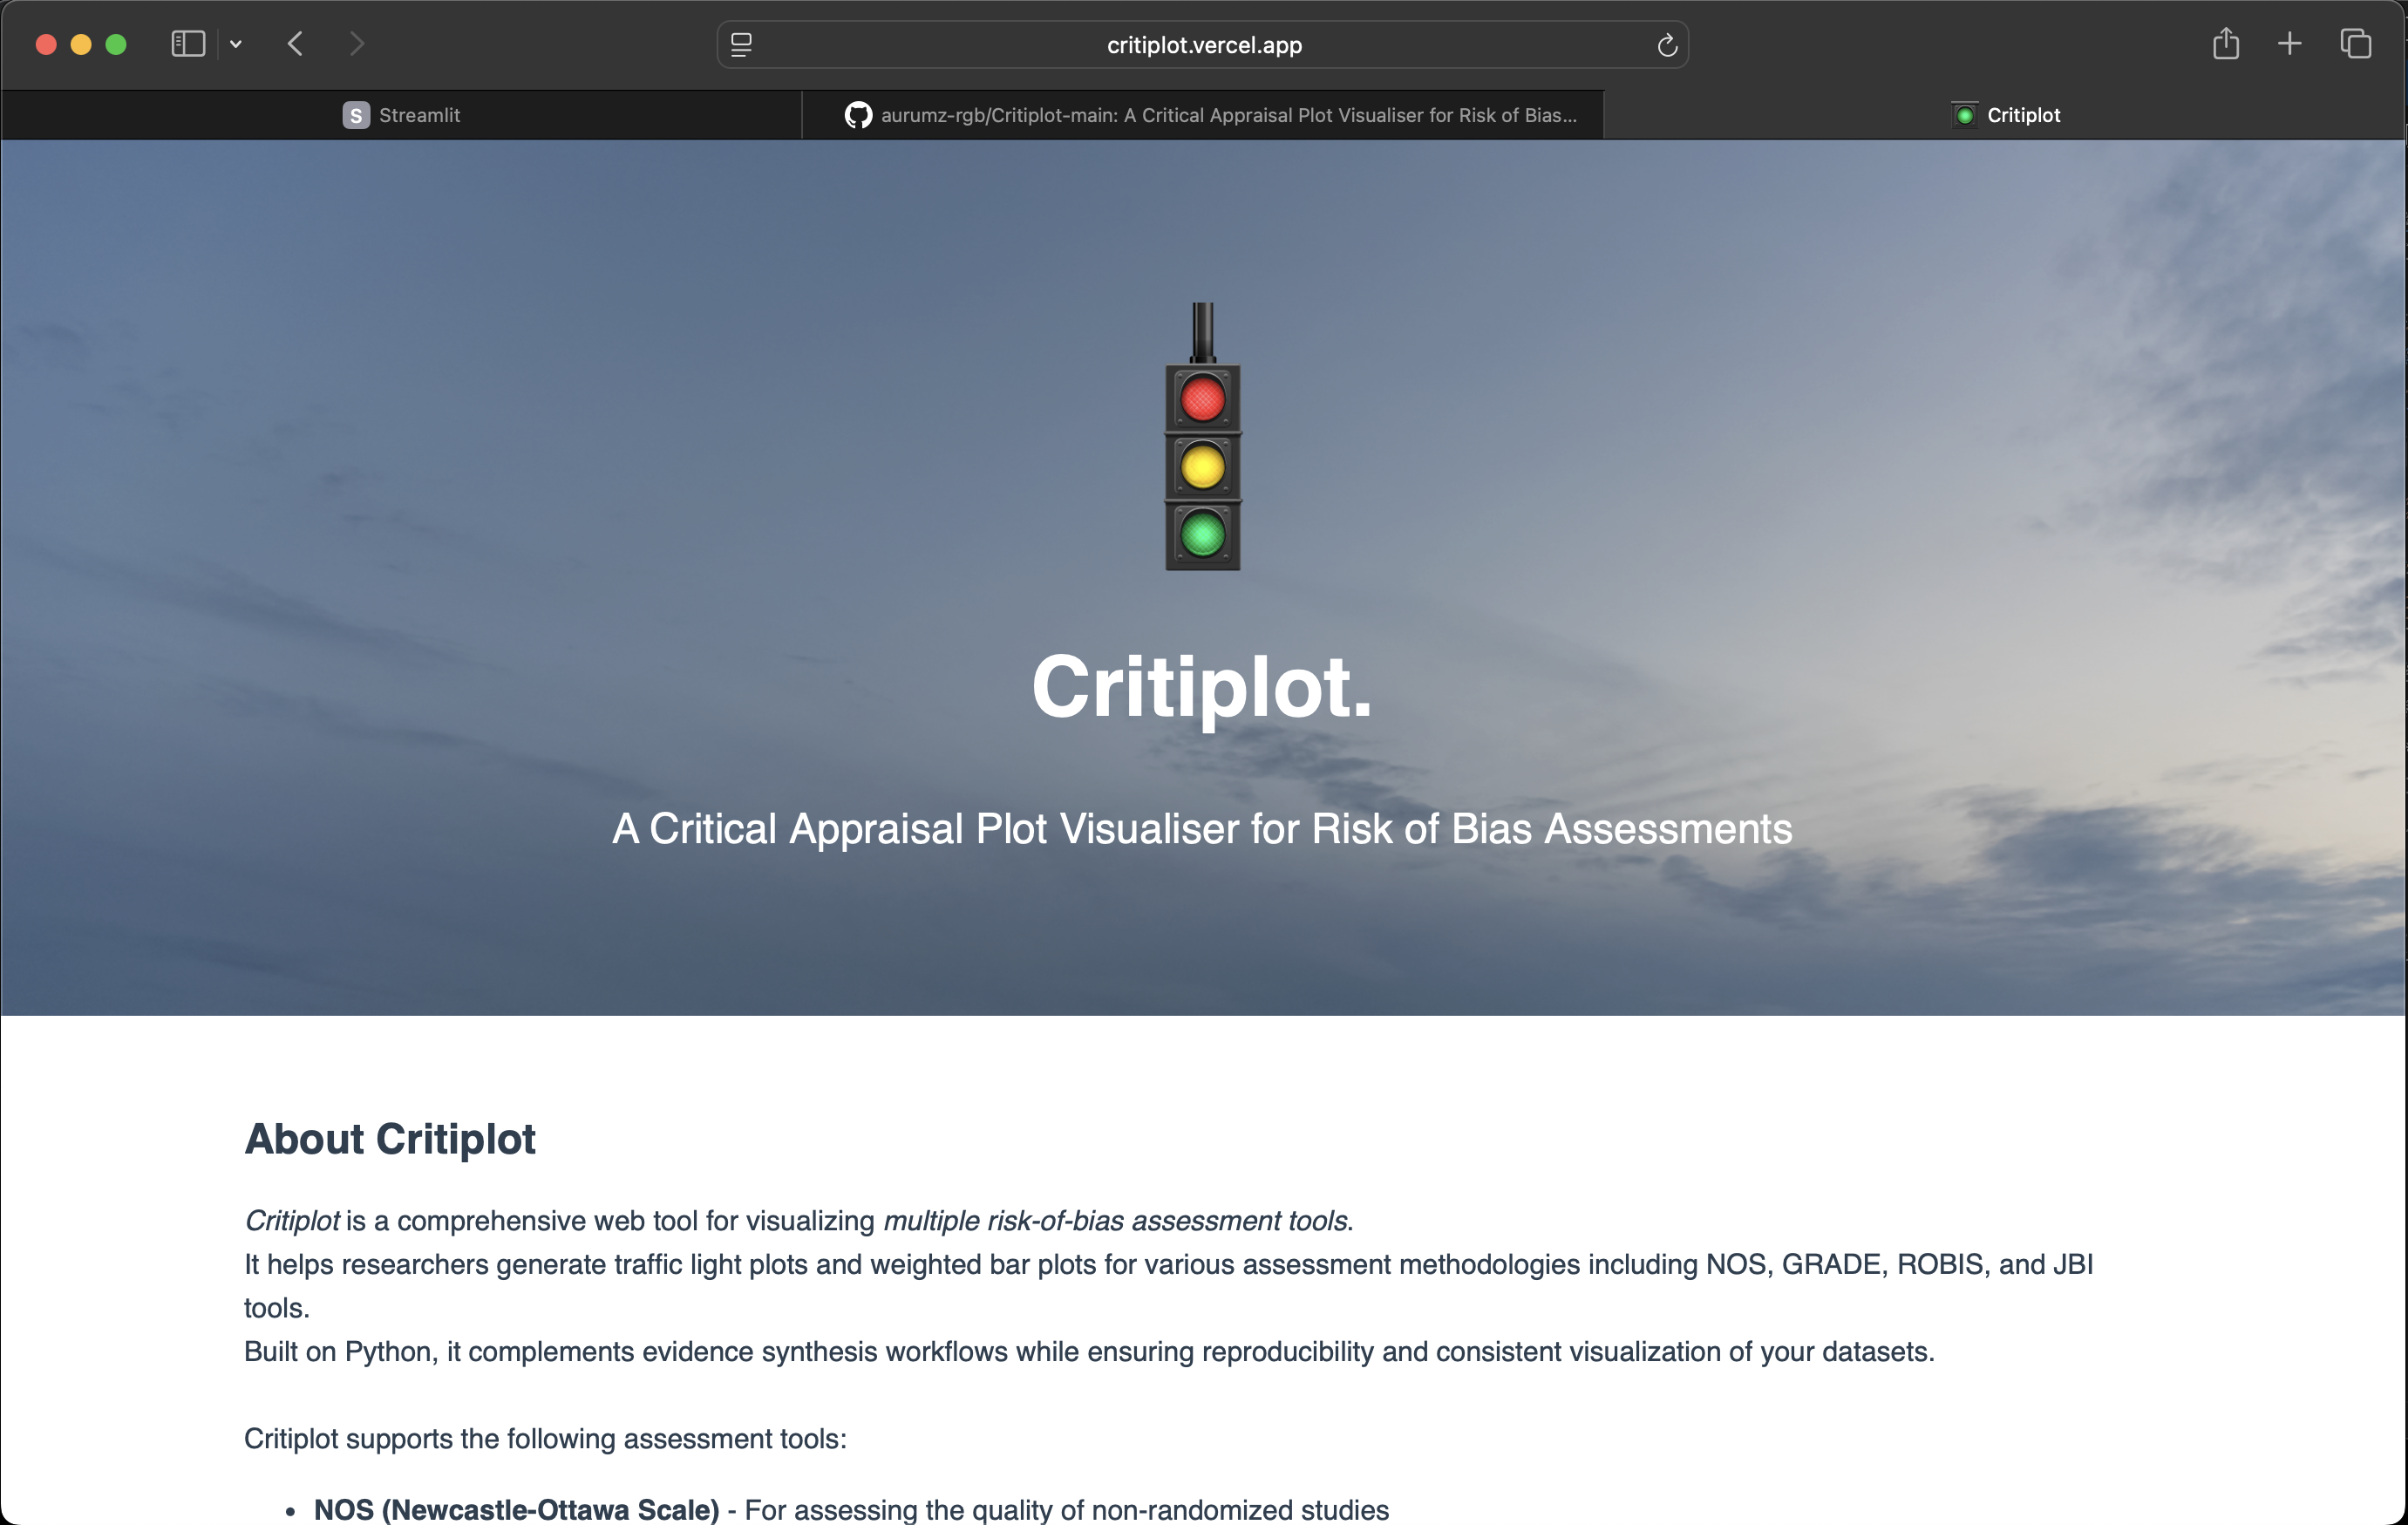 critiplot.vercel.app
S Streamlit
aurumz-rgb/Critiplot-main: A Critical Appraisal Plot Visualiser for Risk of Bias...
Critiplot
Critiplot.
A Critical Appraisal Plot Visualiser for Risk of Bias Assessments
About Critiplot
Critiplot is a comprehensive web tool for visualizing multiple risk-of-bias assessment tools.
It helps researchers generate traffic light plots and weighted bar plots for various assessment methodologies including NOS, GRADE, ROBIS, and JBI
tools.
Built on Python, it complements evidence synthesis workflows while ensuring reproducibility and consistent visualization of your datasets.
Critiplot supports the following assessment tools:
• NOS (Newcastle-Ottawa Scale) - For assessing the quality of non-randomized studies